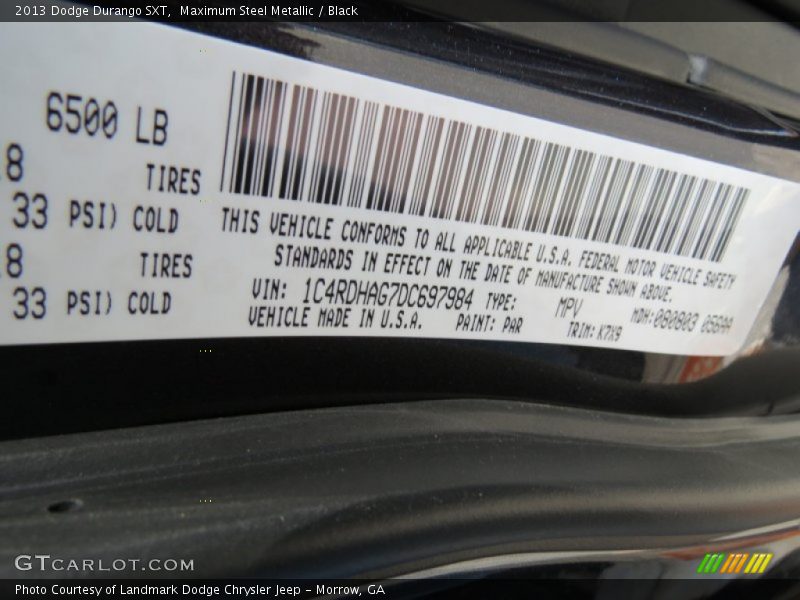 2013 Dodge Durango SXT, Maximum Steel Metallic / Black
6500 LB
.8 TIRES
33 PSI) COLD
.8 TIRES
33 PSI) COLD
THIS VEHICLE CONFORMS TO ALL APPLICABLE U.S.A. FEDERAL MOTOR VEHICLE SAFETY
STANDARDS IN EFFECT ON THE DATE OF MANUFACTURE SHOWN ABOVE.
VIN: 1C4RDHAG7DC697984 TYPE: MPV MDH:080803 056AA
VEHICLE MADE IN U.S.A. PAINT: PAR TRIM: K7X9
GTCARLOT.COM
Photo Courtesy of Landmark Dodge Chrysler Jeep – Morrow, GA